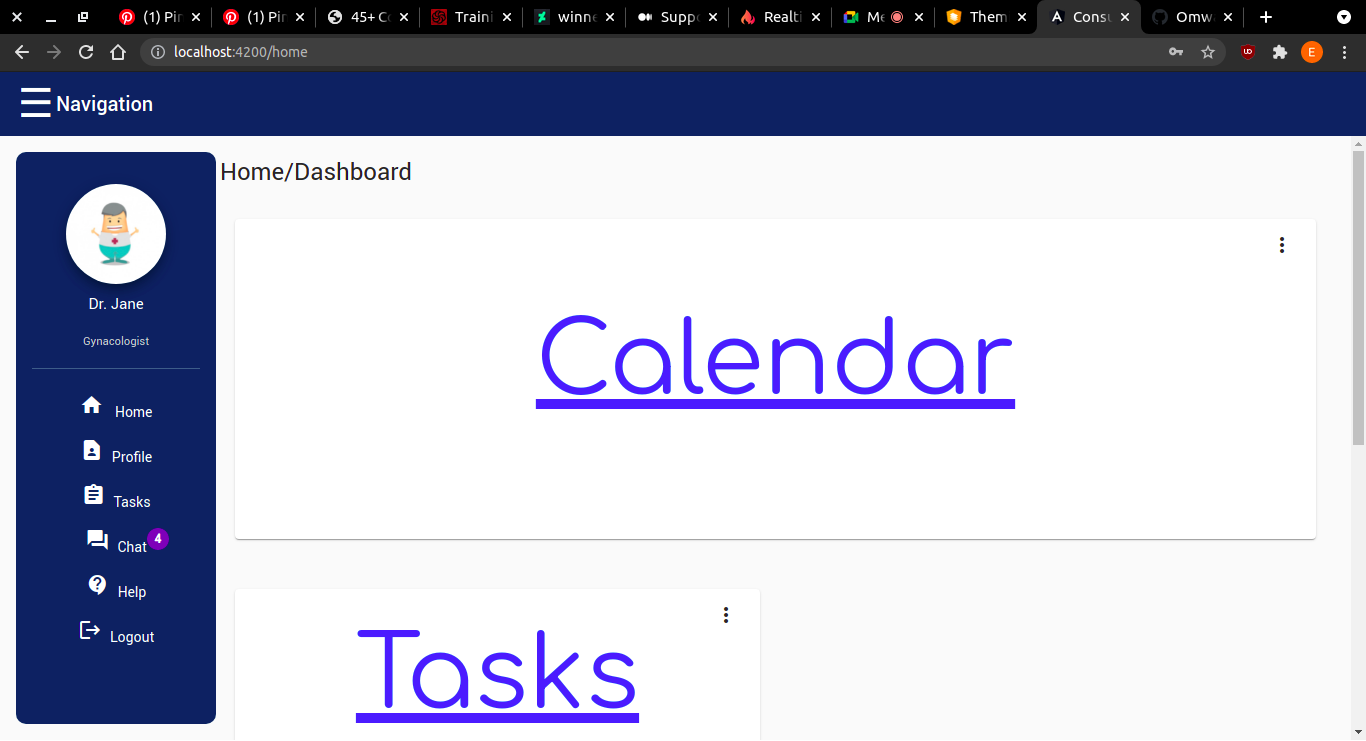 (1) Pin
(1) Pin
45+ Co
Traini
winne
Suppo
Realti
Me
Them
Consu
Omwa
localhost:4200/home
E
Navigation
Home/Dashboard
Dr. Jane
Gynacologist
Home
Profile
Tasks
Chat 4
Help
Logout
Calendar
Tasks